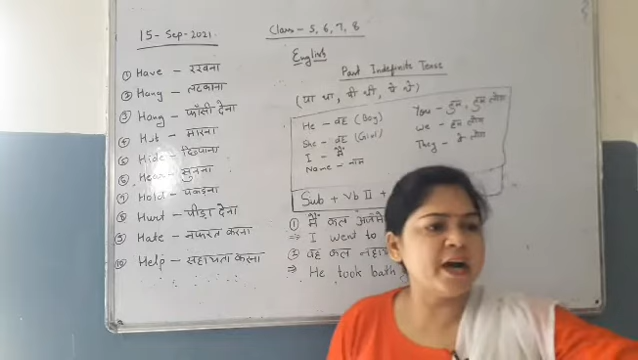 15-Sep-2021
Class - 5, 6, 7, 8
English
Past Indefinite Tense
(या था, यी थी, ये थे)
① Have - रखना
② Hang - लटकाना
③ Hang - फाँसी देना
④ Hit - मारना
⑤ Hide - छिपाना
⑥ Hear - सुनना
⑦ Hold - पकड़ना
⑧ Hurt - पीड़ा देना
⑨ Hate - नफरत करना
⑩ Help - सहायता करना
He - वह (Boy)
She - वह (Girl)
I - मैं
Name - नाम
You - तुम, तुम लोग
We - हम लोग
They - वे लोग
Sub + Vb II +
① मैं कल
⇒ I went to
② वह कल
⇒ He took bath